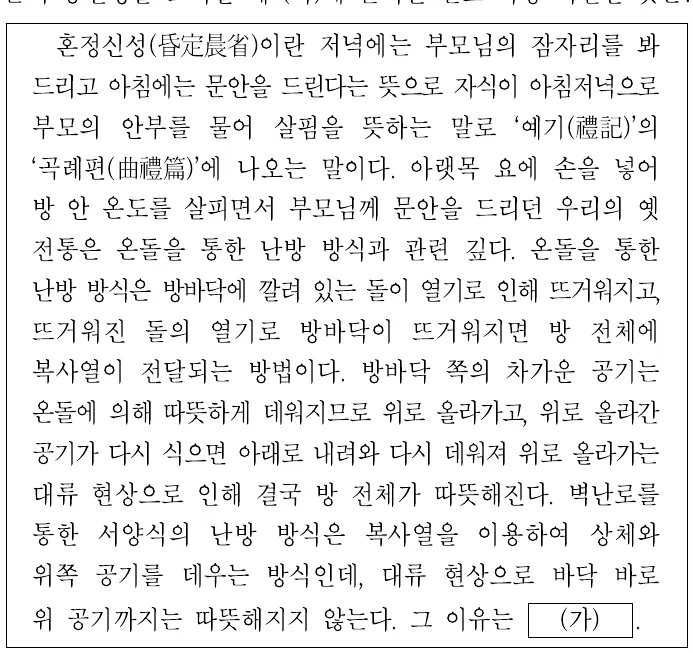 혼정신성(昏定晨省)이란 저녁에는 부모님의 잠자리를 봐
드리고 아침에는 문안을 드린다는 뜻으로 자식이 아침저녁으로
부모의 안부를 물어 살핌을 뜻하는 말로 ‘예기(禮記)’의
‘곡례편(曲禮篇)’에 나오는 말이다. 아랫목 요에 손을 넣어
방 안 온도를 살피면서 부모님께 문안을 드리던 우리의 옛
전통은 온돌을 통한 난방 방식과 관련 깊다. 온돌을 통한
난방 방식은 방바닥에 깔려 있는 돌이 열기로 인해 뜨거워지고,
뜨거워진 돌의 열기로 방바닥이 뜨거워지면 방 전체에
복사열이 전달되는 방법이다. 방바닥 쪽의 차가운 공기는
온돌에 의해 따뜻하게 데워지므로 위로 올라가고, 위로 올라간
공기가 다시 식으면 아래로 내려와 다시 데워져 위로 올라가는
대류 현상으로 인해 결국 방 전체가 따뜻해진다. 벽난로를
통한 서양식의 난방 방식은 복사열을 이용하여 상체와
위쪽 공기를 데우는 방식인데, 대류 현상으로 바닥 바로
위 공기까지는 따뜻해지지 않는다. 그 이유는 (가).